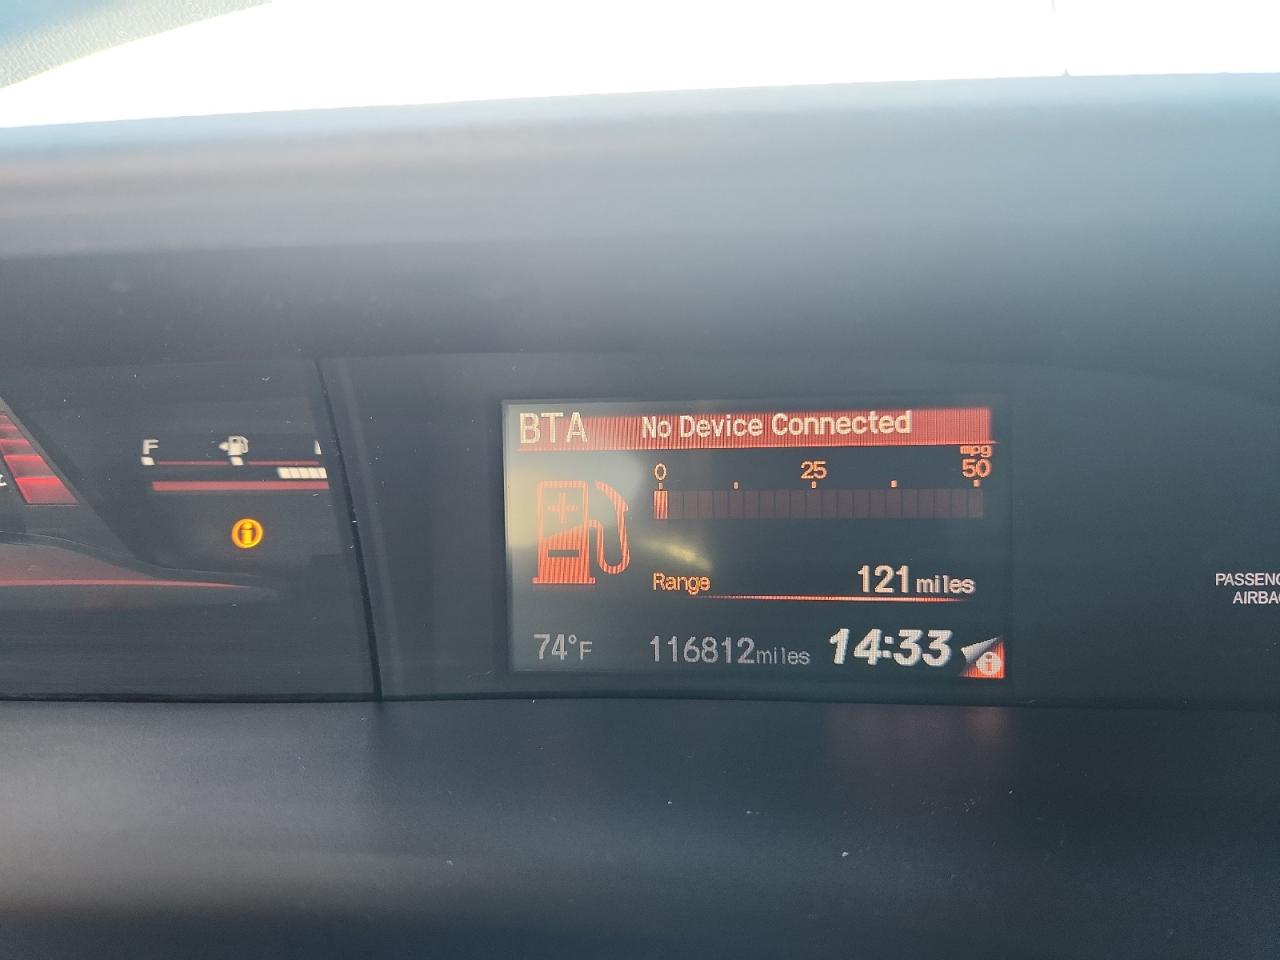 BTA No Device Connected
mpg
0 25 50
F
Range 121 miles
74°F 116812 miles 14:33
PASSENG
AIRBA